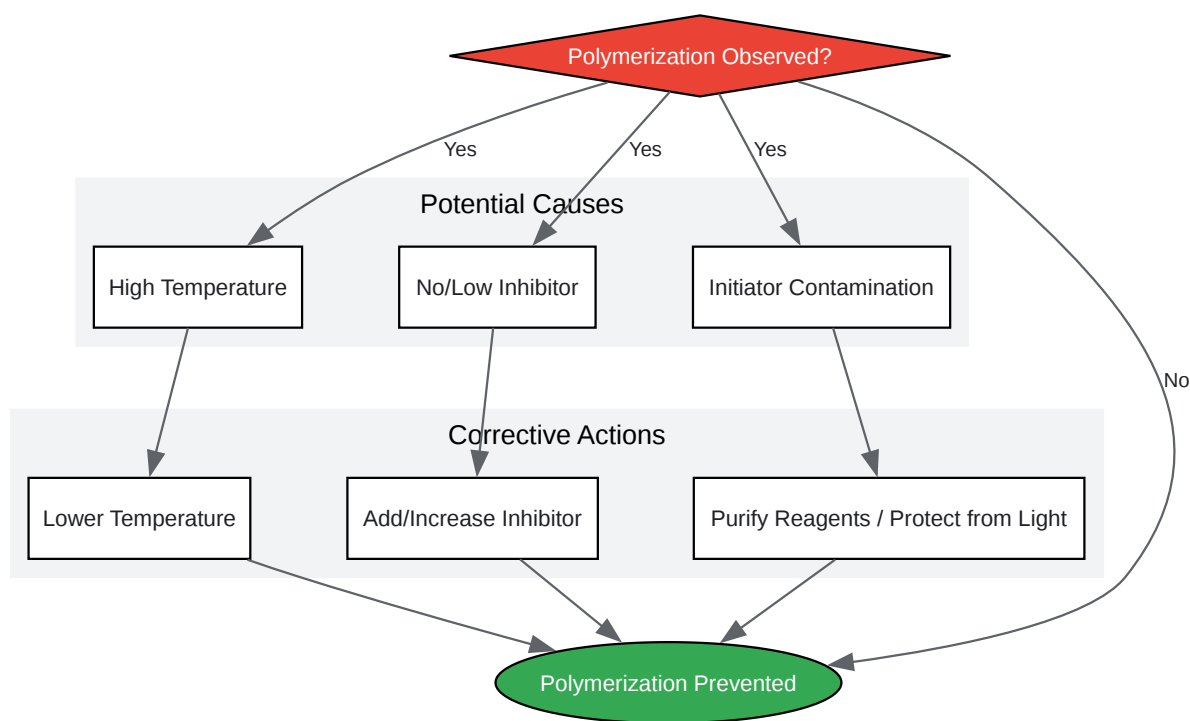 Polymerization Observed?
Yes
Yes
Yes
Potential Causes
High Temperature
No/Low Inhibitor
Initiator Contamination
No
Corrective Actions
Lower Temperature
Add/Increase Inhibitor
Purify Reagents / Protect from Light
Polymerization Prevented